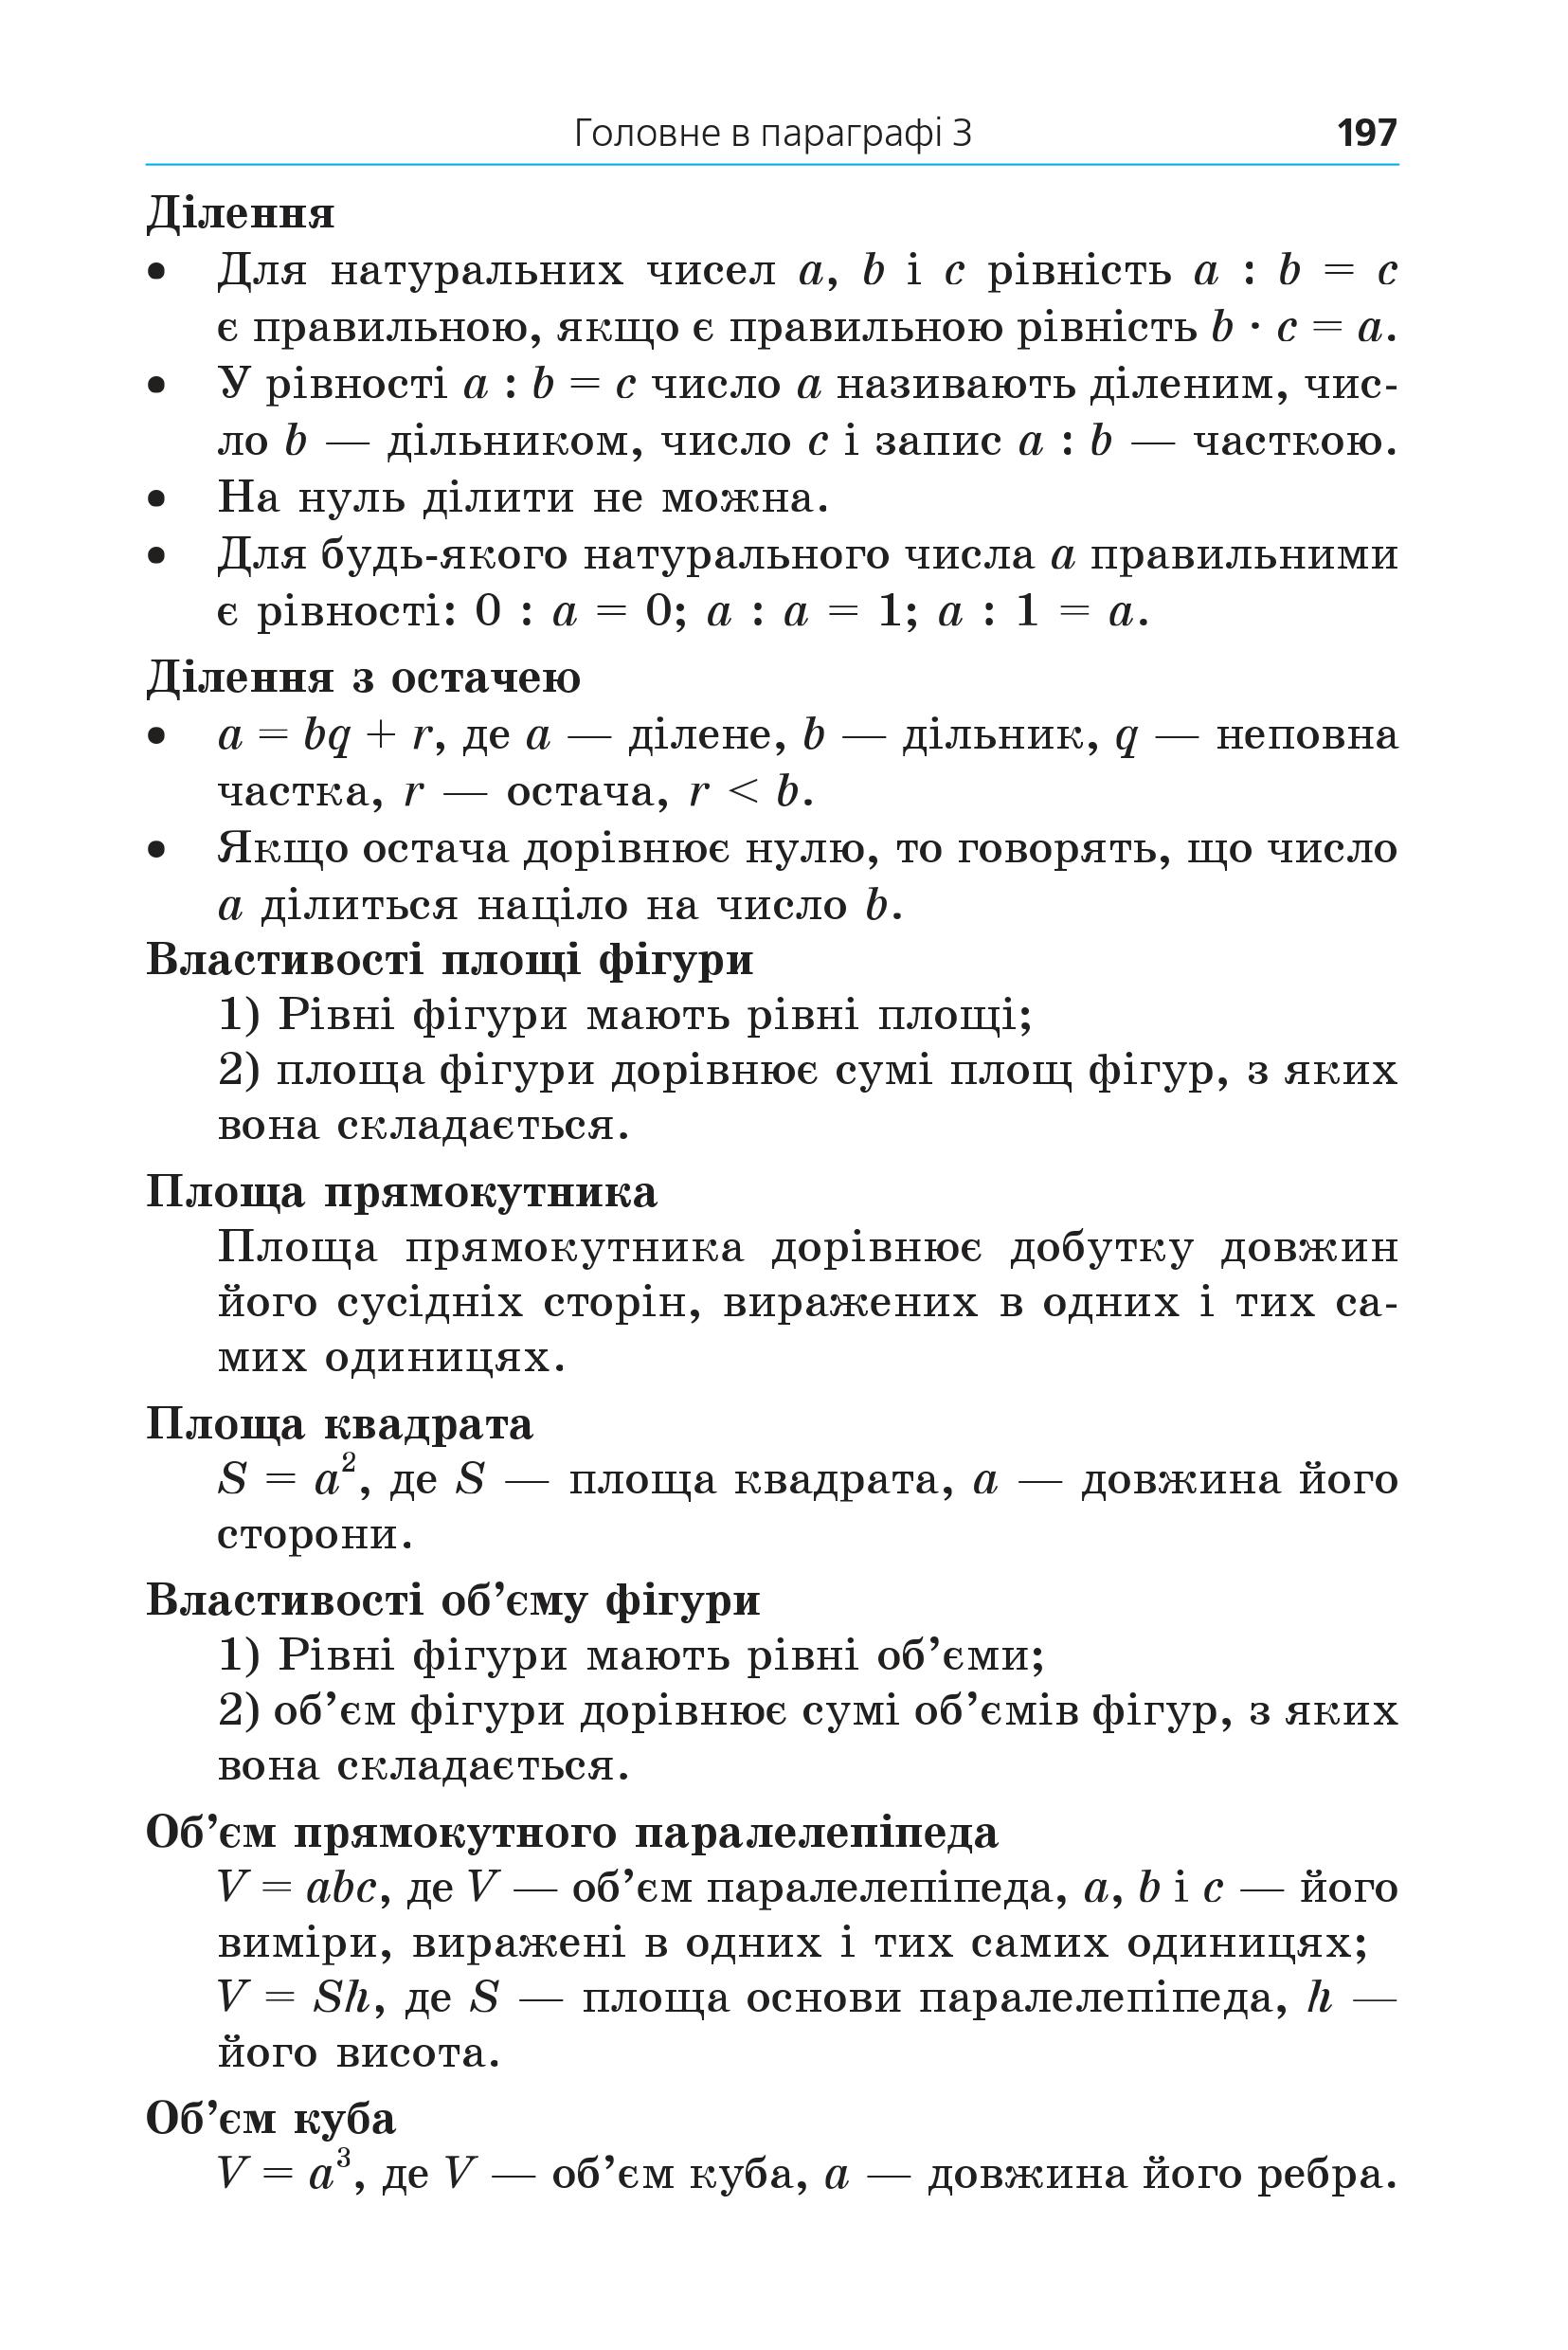 Головне в параграфі 3 197
Ділення
• Для натуральних чисел a, b і c рівність a : b = c
є правильною, якщо є правильною рівність b · c = a.
• У рівності a : b = c число a називають діленим, чис-
ло b — дільником, число c і запис a : b — часткою.
• На нуль ділити не можна.
• Для будь-якого натурального числа a правильними
є рівності: 0 : a = 0; a : a = 1; a : 1 = a.
Ділення з остачею
• a = bq + r, де a — ділене, b — дільник, q — неповна
частка, r — остача, r < b.
• Якщо остача дорівнює нулю, то говорять, що число
a ділиться націло на число b.
Властивості площі фігури
1) Рівні фігури мають рівні площі;
2) площа фігури дорівнює сумі площ фігур, з яких
вона складається.
Площа прямокутника
Площа прямокутника дорівнює добутку довжин
його сусідніх сторін, виражених в одних і тих са-
мих одиницях.
Площа квадрата
S = a², де S — площа квадрата, a — довжина його
сторони.
Властивості об’єму фігури
1) Рівні фігури мають рівні об’єми;
2) об’єм фігури дорівнює сумі об’ємів фігур, з яких
вона складається.
Об’єм прямокутного паралелепіпеда
V = abc, де V — об’єм паралелепіпеда, a, b і c — його
виміри, виражені в одних і тих самих одиницях;
V = Sh, де S — площа основи паралелепіпеда, h —
його висота.
Об’єм куба
V = a³, де V — об’єм куба, a — довжина його ребра.